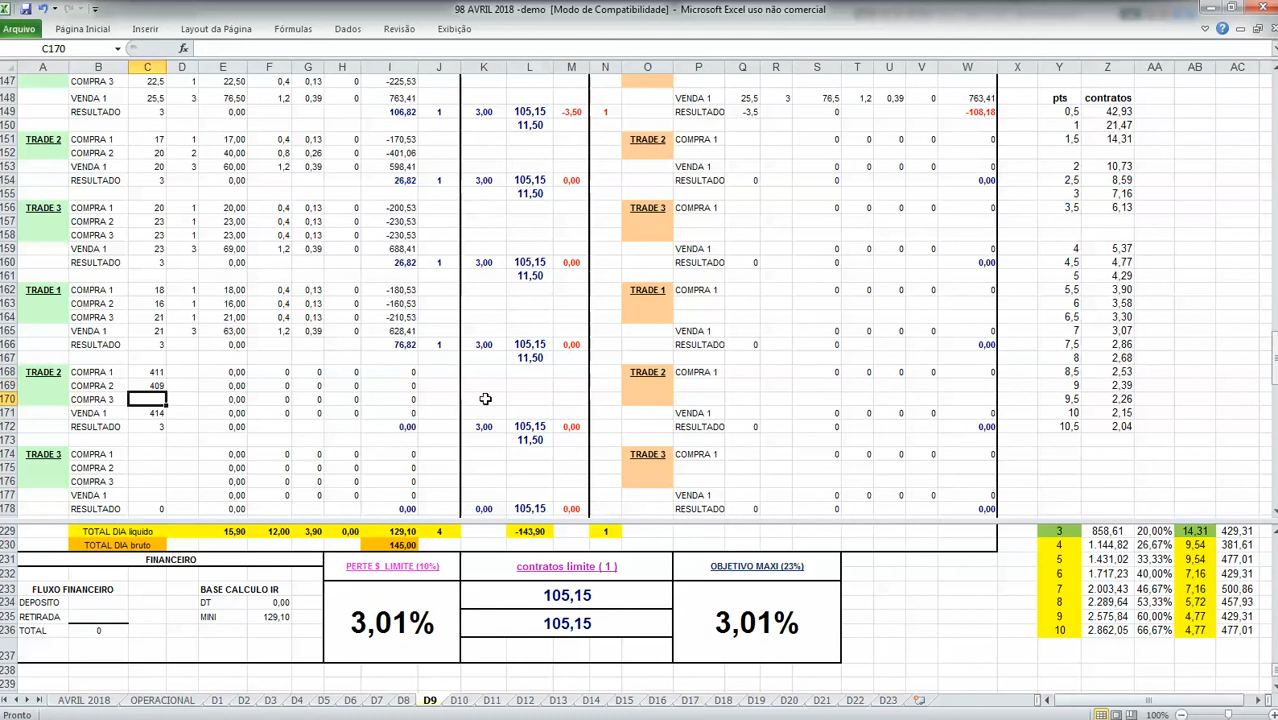 98 AVRIL 2018 -demo [Modo de Compatibilidade] - Microsoft Excel uso não comercial
Arquivo Página Inicial Inserir Layout da Página Fórmulas Dados Revisão Exibição
C170 fx
A B C D E F G H I J K L M N O P Q R S T U V W X Y Z AA AB AC
147 COMPRA 3 22,5 1 22,50 0,4 0,13 0 -225,53
148 VENDA 1 25,5 3 76,50 1,2 0,39 0 763,41 VENDA 1 25,5 3 76,5 1,2 0,39 0 763,41 pts contratos
149 RESULTADO 3 0,00 106,82 1 3,00 105,15 -3,50 1 RESULTADO -3,5 0 -108,18 0,5 42,93
150 11,50 1 21,47
151 TRADE 2 COMPRA 1 17 1 17,00 0,4 0,13 0 -170,53 TRADE 2 COMPRA 1 0 0 0 0 1,5 14,31
152 COMPRA 2 20 2 40,00 0,8 0,26 0 -401,06
153 VENDA 1 20 3 60,00 1,2 0,39 0 598,41 VENDA 1 0 0 0 0 2 10,73
154 RESULTADO 3 0,00 26,82 1 3,00 105,15 0,00 RESULTADO 0 0 0,00 2,5 8,59
155 11,50 3 7,16
156 TRADE 3 COMPRA 1 20 1 20,00 0,4 0,13 0 -200,53 TRADE 3 COMPRA 1 0 0 0 0 3,5 6,13
157 COMPRA 2 23 1 23,00 0,4 0,13 0 -230,53
158 COMPRA 3 23 1 23,00 0,4 0,13 0 -230,53
159 VENDA 1 23 3 69,00 1,2 0,39 0 688,41 VENDA 1 0 0 0 0 4 5,37
160 RESULTADO 3 0,00 26,82 1 3,00 105,15 0,00 RESULTADO 0 0 0,00 4,5 4,77
161 11,50 5 4,29
162 TRADE 1 COMPRA 1 18 1 18,00 0,4 0,13 0 -180,53 TRADE 1 COMPRA 1 0 0 0 0 5,5 3,90
163 COMPRA 2 16 1 16,00 0,4 0,13 0 -160,53 6 3,58
164 COMPRA 3 21 1 21,00 0,4 0,13 0 -210,53 6,5 3,30
165 VENDA 1 21 3 63,00 1,2 0,39 0 628,41 VENDA 1 0 0 0 0 7 3,07
166 RESULTADO 3 0,00 76,82 1 3,00 105,15 0,00 RESULTADO 0 0 0,00 7,5 2,86
167 11,50 8 2,68
168 TRADE 2 COMPRA 1 411 0,00 0 0 0 0 TRADE 2 COMPRA 1 0 0 0 0 8,5 2,53
169 COMPRA 2 409 0,00 0 0 0 0 9 2,39
170 COMPRA 3 0,00 0 0 0 0 9,5 2,26
171 VENDA 1 414 0,00 0 0 0 0 VENDA 1 0 0 0 0 10 2,15
172 RESULTADO 3 0,00 0,00 3,00 105,15 0,00 RESULTADO 0 0 0,00 10,5 2,04
173 11,50
174 TRADE 3 COMPRA 1 0,00 0 0 0 0 TRADE 3 COMPRA 1 0 0 0 0
175 COMPRA 2 0,00 0 0 0 0
176 COMPRA 3 0,00 0 0 0 0
177 VENDA 1 0,00 0 0 0 0 VENDA 1 0 0 0 0
178 RESULTADO 0 0,00 0,00 0,00 105,15 0,00 RESULTADO 0 0 0,00
229 TOTAL DIA liquido 15,90 12,00 3,90 0,00 129,10 4 -143,90 1 3 858,61 20,00% 14,31 429,31
230 TOTAL DIA bruto 145,00 4 1.144,82 26,67% 9,54 381,61
231 FINANCEIRO PERTE $ LIMITE (10%) contratos limite ( 1 ) OBJETIVO MAXI (23%) 5 1.431,02 33,33% 9,54 477,01
232 6 1.717,23 40,00% 7,16 429,31
233 FLUXO FINANCEIRO BASE CALCULO IR 105,15 7 2.003,43 46,67% 7,16 500,86
234 DEPOSITO DT 0,00 8 2.289,64 53,33% 5,72 457,93
235 RETIRADA MINI 129,10 3,01% 105,15 3,01% 9 2.575,84 60,00% 4,77 429,31
236 TOTAL 0 10 2.862,05 66,67% 4,77 477,01
237
238
239
AVRIL 2018 OPERACIONAL D1 D2 D3 D4 D5 D6 D7 D8 D9 D10 D11 D12 D13 D14 D15 D16 D17 D18 D19 D20 D21 D22 D23
Pronto 100%